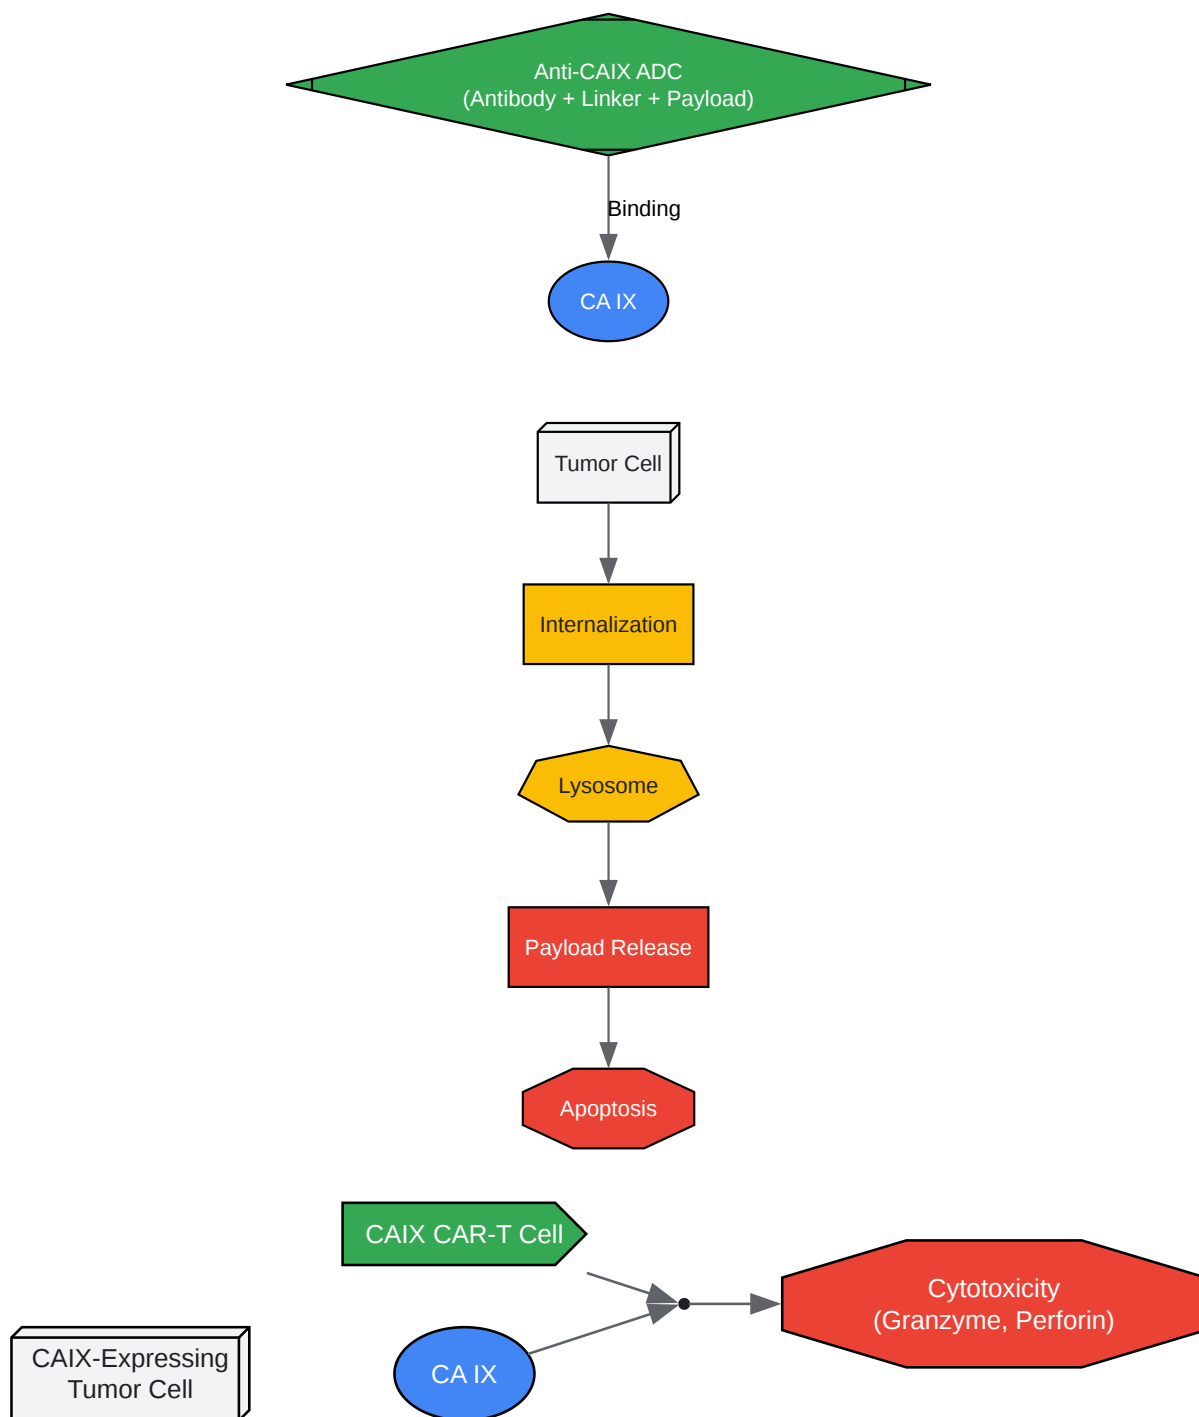 Anti-CAIX ADC
(Antibody + Linker + Payload)
Binding
CA IX
Tumor Cell
Internalization
Lysosome
Payload Release
Apoptosis
CAIX CAR-T Cell
Cytotoxicity
(Granzyme, Perforin)
CAIX-Expressing
Tumor Cell
CA IX